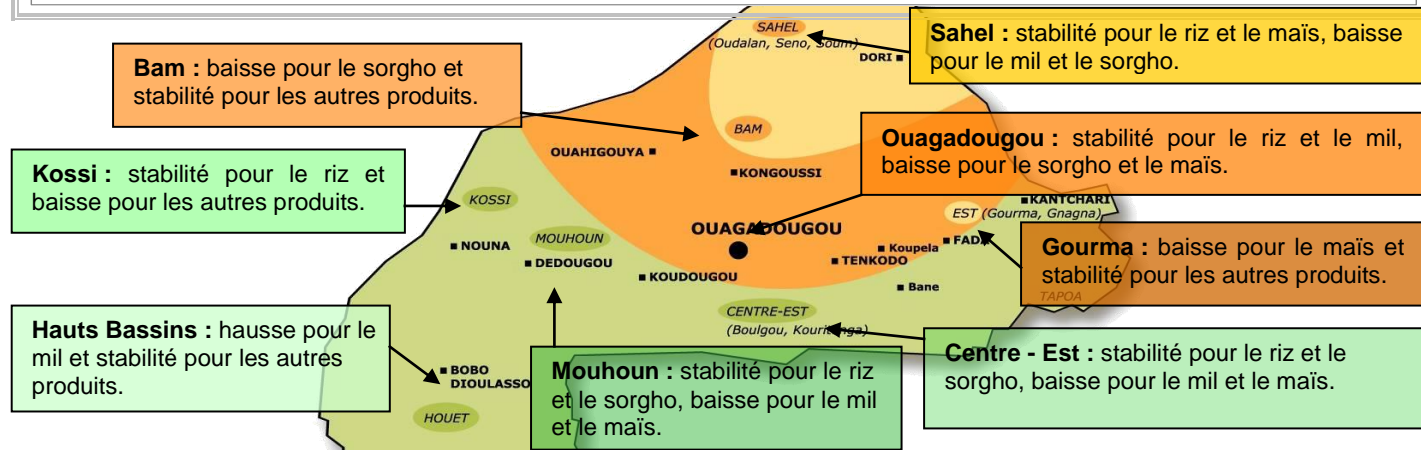 SAHEL
(Oudalan, Seno, Soum)
DORI
Sahel : stabilité pour le riz et le maïs, baisse
pour le mil et le sorgho.
Bam : baisse pour le sorgho et
stabilité pour les autres produits.
BAM
OUAHIGOUYA
KONGOUSSI
Ouagadougou : stabilité pour le riz et le mil,
baisse pour le sorgho et le maïs.
Kossi : stabilité pour le riz et
baisse pour les autres produits.
KOSSI
NOUNA
MOUHOUN
DEDOUGOU
OUAGADOUGOU
KOUDOUGOU
TENKODO
Koupela
FADA
EST (Gourma, Gnagna)
KANTCHARI
Bane
Gourma : baisse pour le maïs et
stabilité pour les autres produits.
TAPOA
CENTRE-EST
(Boulgou, Kouritenga)
Hauts Bassins : hausse pour le
mil et stabilité pour les autres
produits.
BOBO
DIOULASSO
HOUET
Mouhoun : stabilité pour le riz
et le sorgho, baisse pour le mil
et le maïs.
Centre - Est : stabilité pour le riz et le
sorgho, baisse pour le mil et le maïs.